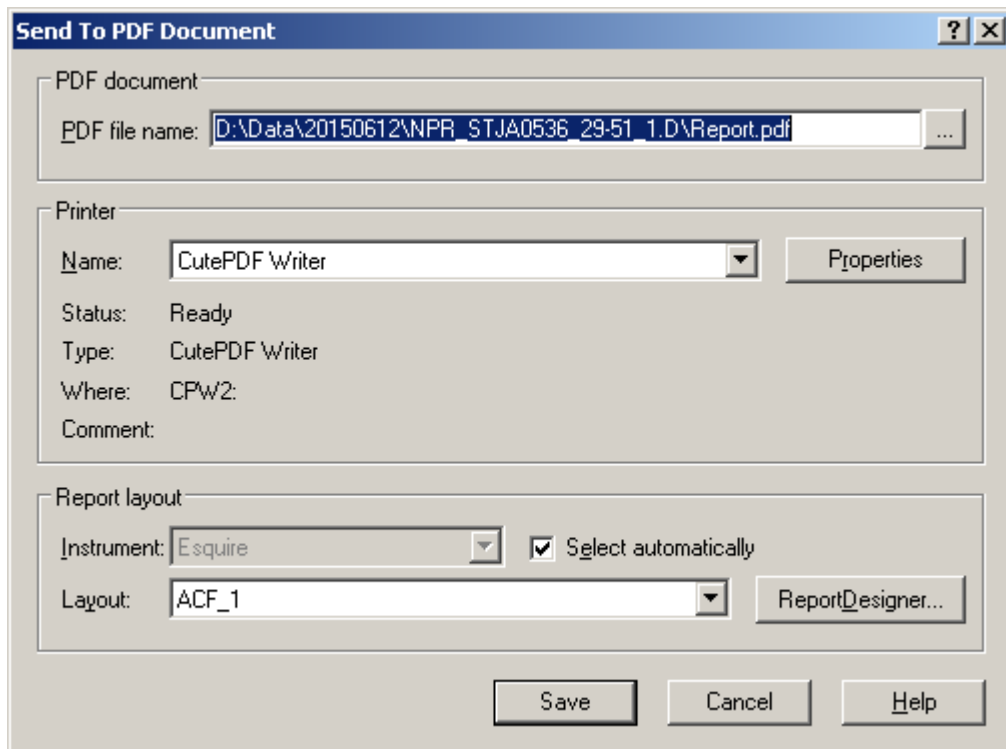 Send To PDF Document
PDF document
PDF file name: D:\Data\20150612\NPR_STJA0536_29-51_1.D\Report.pdf ...
Printer
Name: CutePDF Writer Properties
Status: Ready
Type: CutePDF Writer
Where: CPW2:
Comment:
Report layout
Instrument: Esquire Select automatically
Layout: ACF_1 ReportDesigner...
Save Cancel Help